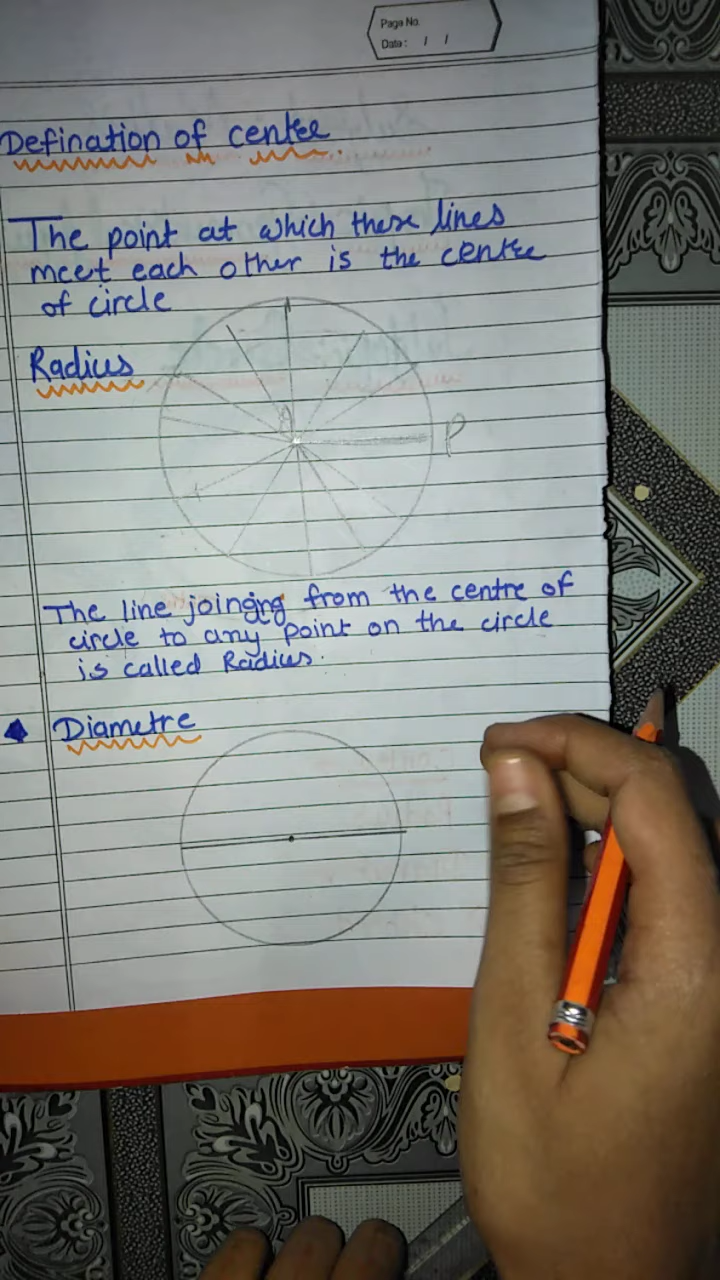 Page No.
Date: / /
Defination of centre.
The point at which these lines
meet each other is the centre
of circle
Radius
A
P
The line joinging from the centre of
circle to any point on the circle
is called Radius.
Diametre